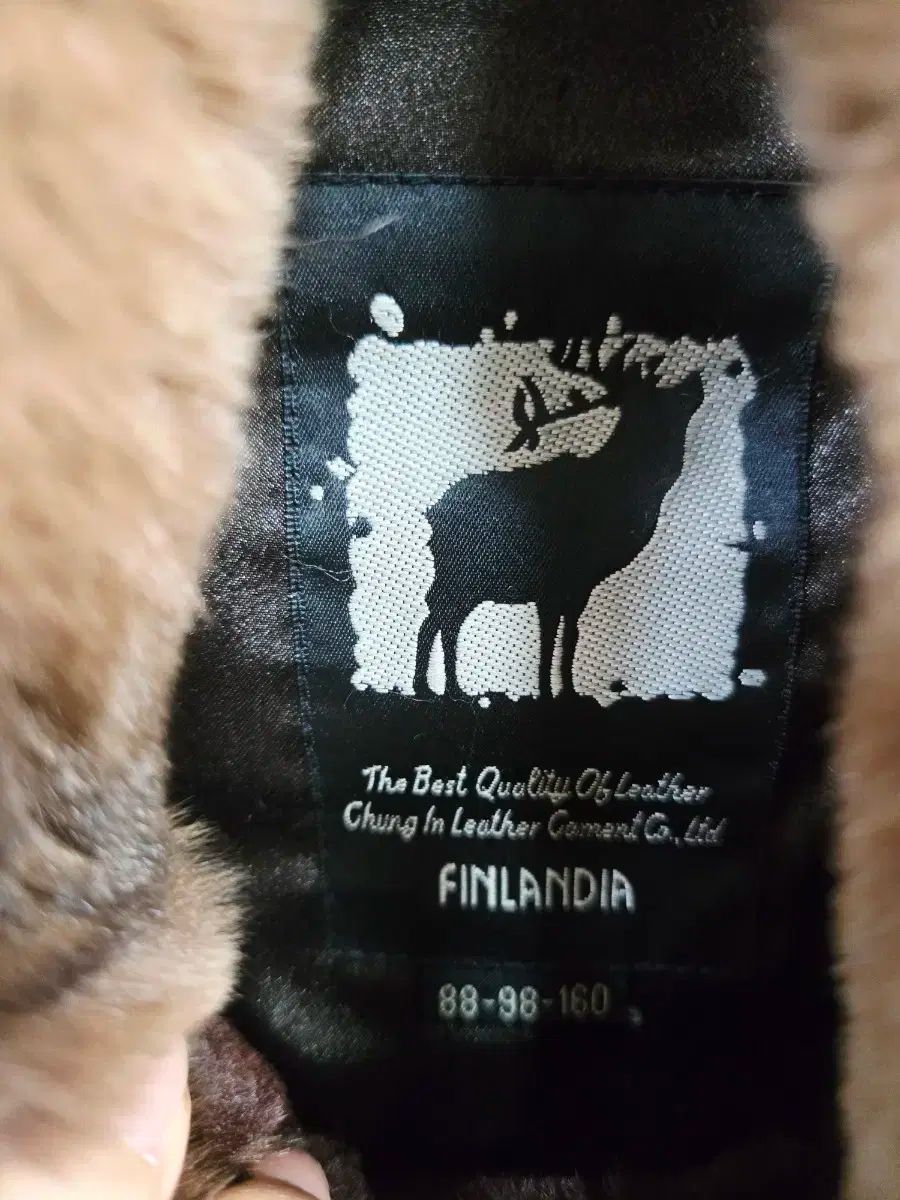 The Best Quality Of Leather
Chung In Leather Garment Co., Ltd
FINLANDIA
88-98-160